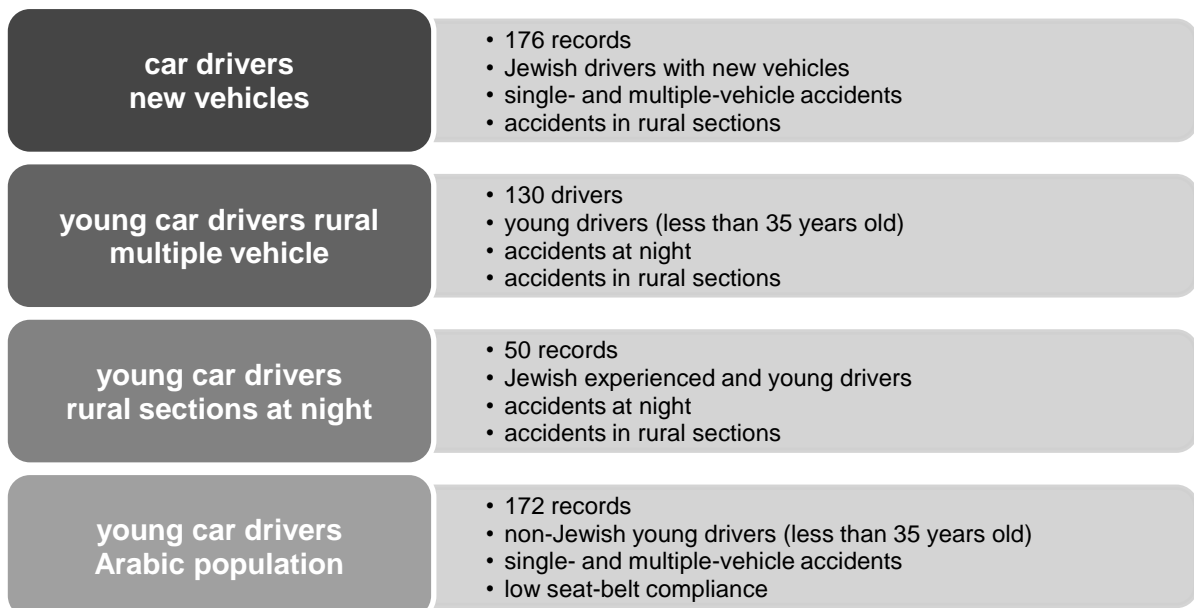 car drivers
new vehicles
• 176 records
• Jewish drivers with new vehicles
• single- and multiple-vehicle accidents
• accidents in rural sections
young car drivers rural
multiple vehicle
• 130 drivers
• young drivers (less than 35 years old)
• accidents at night
• accidents in rural sections
young car drivers
rural sections at night
• 50 records
• Jewish experienced and young drivers
• accidents at night
• accidents in rural sections
young car drivers
Arabic population
• 172 records
• non-Jewish young drivers (less than 35 years old)
• single- and multiple-vehicle accidents
• low seat-belt compliance